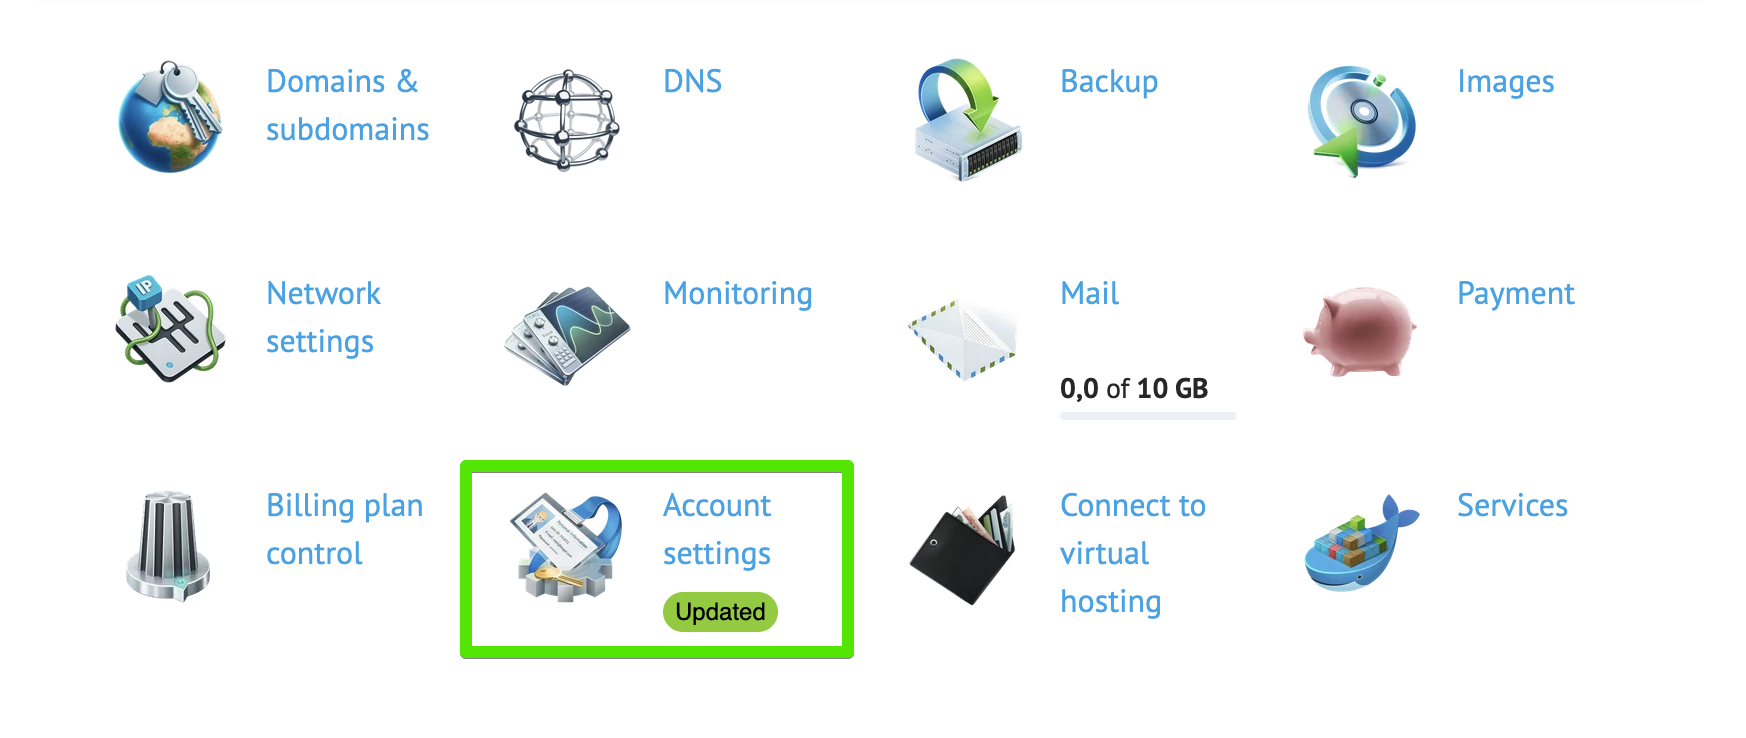 Domains &
subdomains
DNS
Backup
Images
IP
Network
settings
Monitoring
Mail
0,0 of 10 GB
Payment
Billing plan
control
Account
settings
Updated
Connect to
virtual
hosting
Services